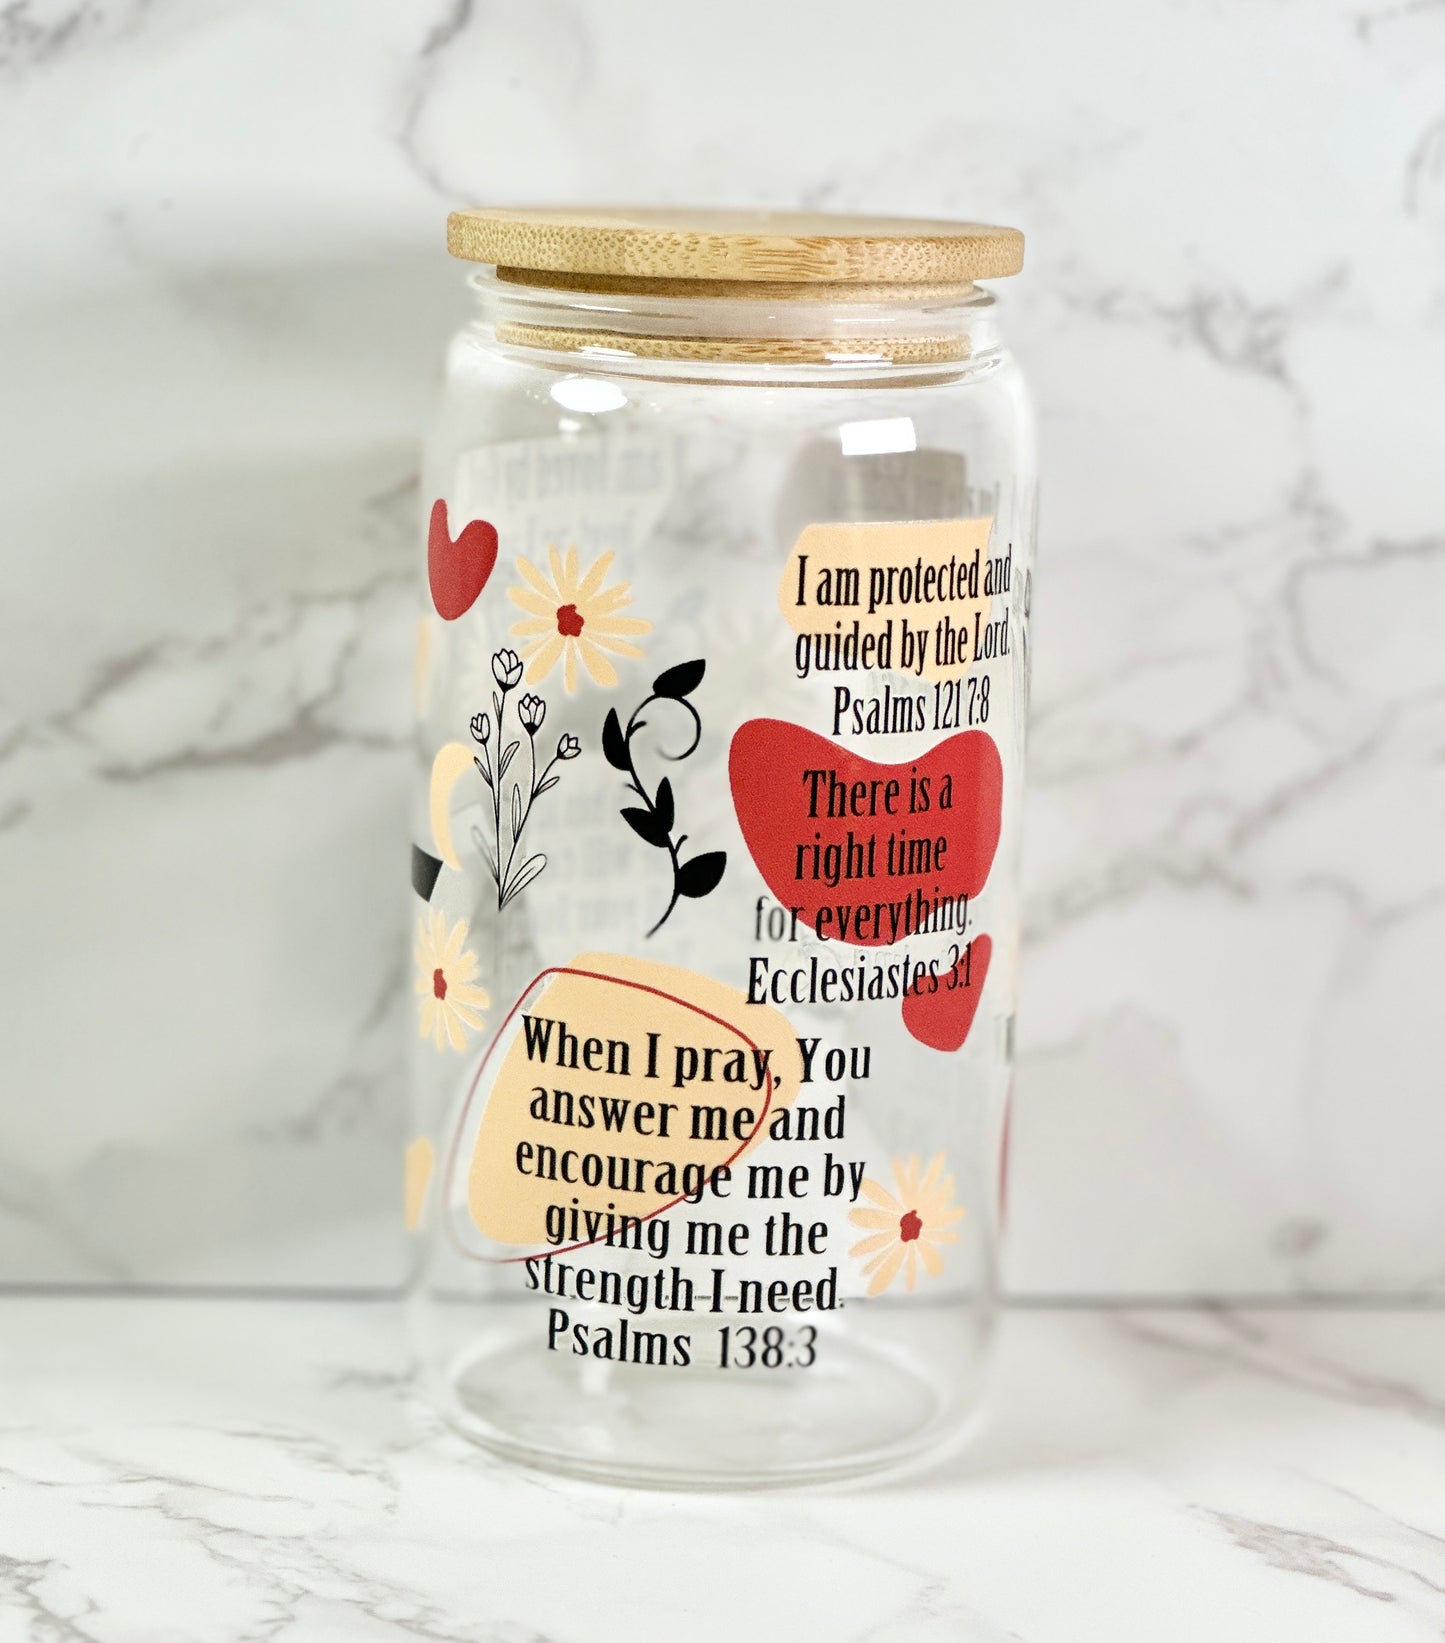 I am protected and
guided by the Lord.
Psalms 121 7:8
There is a
right time
for everything.
Ecclesiastes 3:1
When I pray, You
answer me and
encourage me by
giving me the
strength I need.
Psalms 138:3